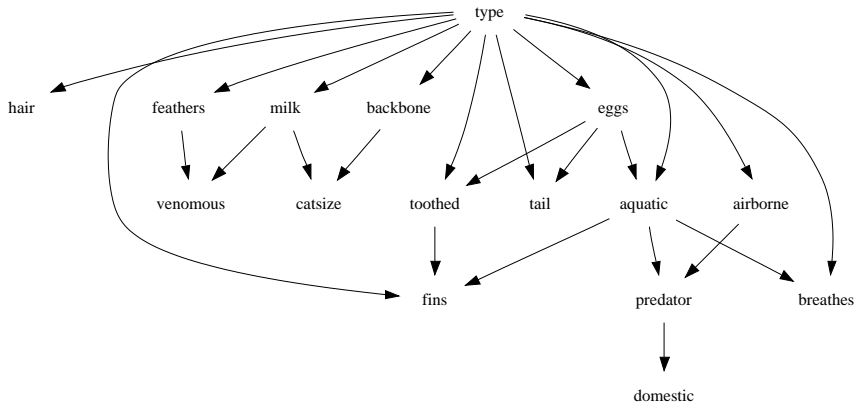 type
hair feathers milk backbone eggs
venomous catsize toothed tail aquatic airborne
fins predator breathes
domestic